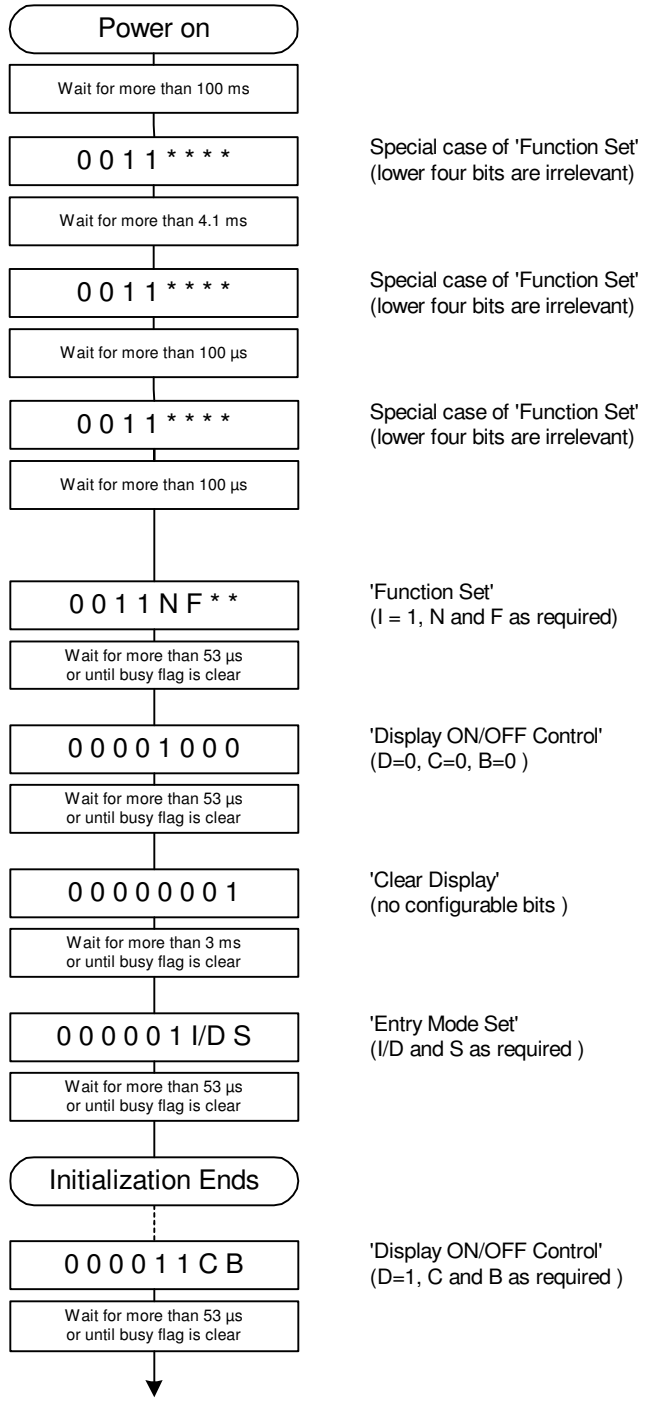 Power on
Wait for more than 100 ms
0 0 1 1 * * * *
Special case of 'Function Set'
(lower four bits are irrelevant)
Wait for more than 4.1 ms
0 0 1 1 * * * *
Special case of 'Function Set'
(lower four bits are irrelevant)
Wait for more than 100 µs
0 0 1 1 * * * *
Special case of 'Function Set'
(lower four bits are irrelevant)
Wait for more than 100 µs
0 0 1 1 N F * *
'Function Set'
(I = 1, N and F as required)
Wait for more than 53 µs
or until busy flag is clear
0 0 0 0 1 0 0 0
'Display ON/OFF Control'
(D=0, C=0, B=0 )
Wait for more than 53 µs
or until busy flag is clear
0 0 0 0 0 0 0 1
'Clear Display'
(no configurable bits )
Wait for more than 3 ms
or until busy flag is clear
0 0 0 0 0 1 I/D S
'Entry Mode Set'
(I/D and S as required )
Wait for more than 53 µs
or until busy flag is clear
Initialization Ends
0 0 0 0 1 1 C B
'Display ON/OFF Control'
(D=1, C and B as required )
Wait for more than 53 µs
or until busy flag is clear